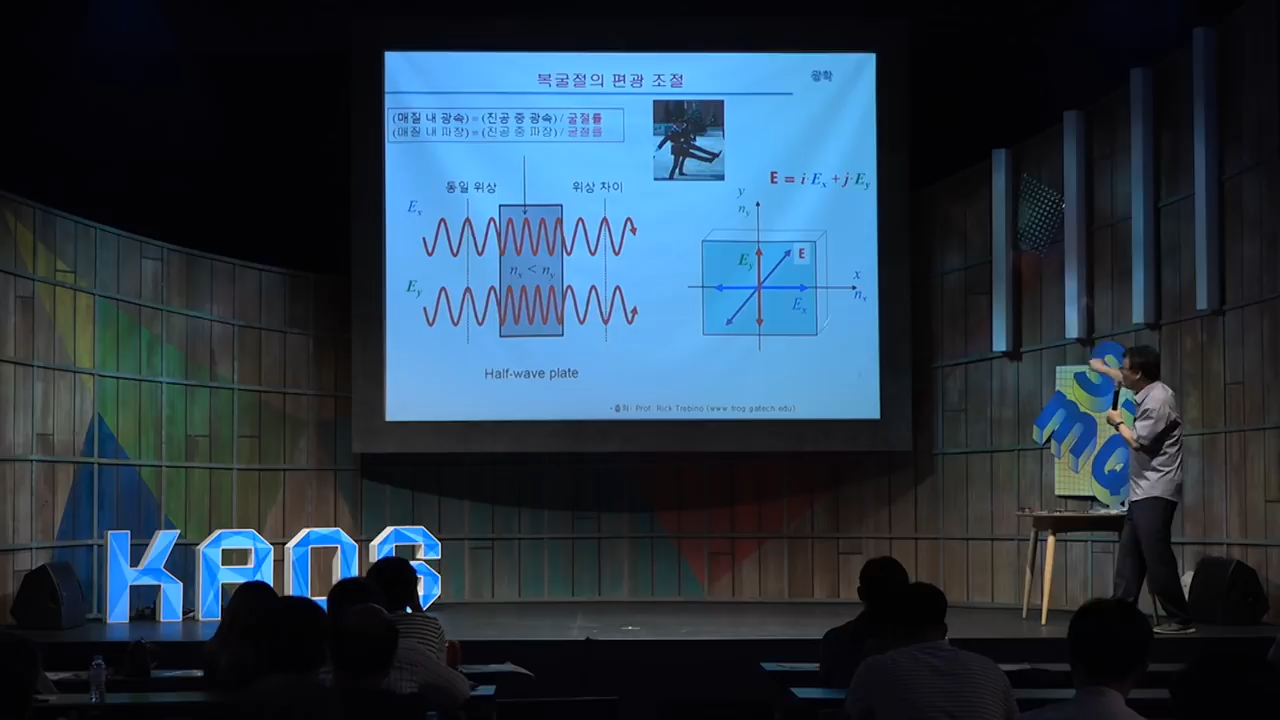 복굴절의 편광 조절
광학
(매질 내 광속) = (진공 중 광속) / 굴절률
(매질 내 파장) = (진공 중 파장) / 굴절률
동일 위상
위상 차이
E = i·Ex + j·Ey
Ex
nx < ny
Ey
y
ny
E
Ey
x
nx
Ex
Half-wave plate
•출처: Prof. Rick Trebino (www.frog.gatech.edu)
KAOS